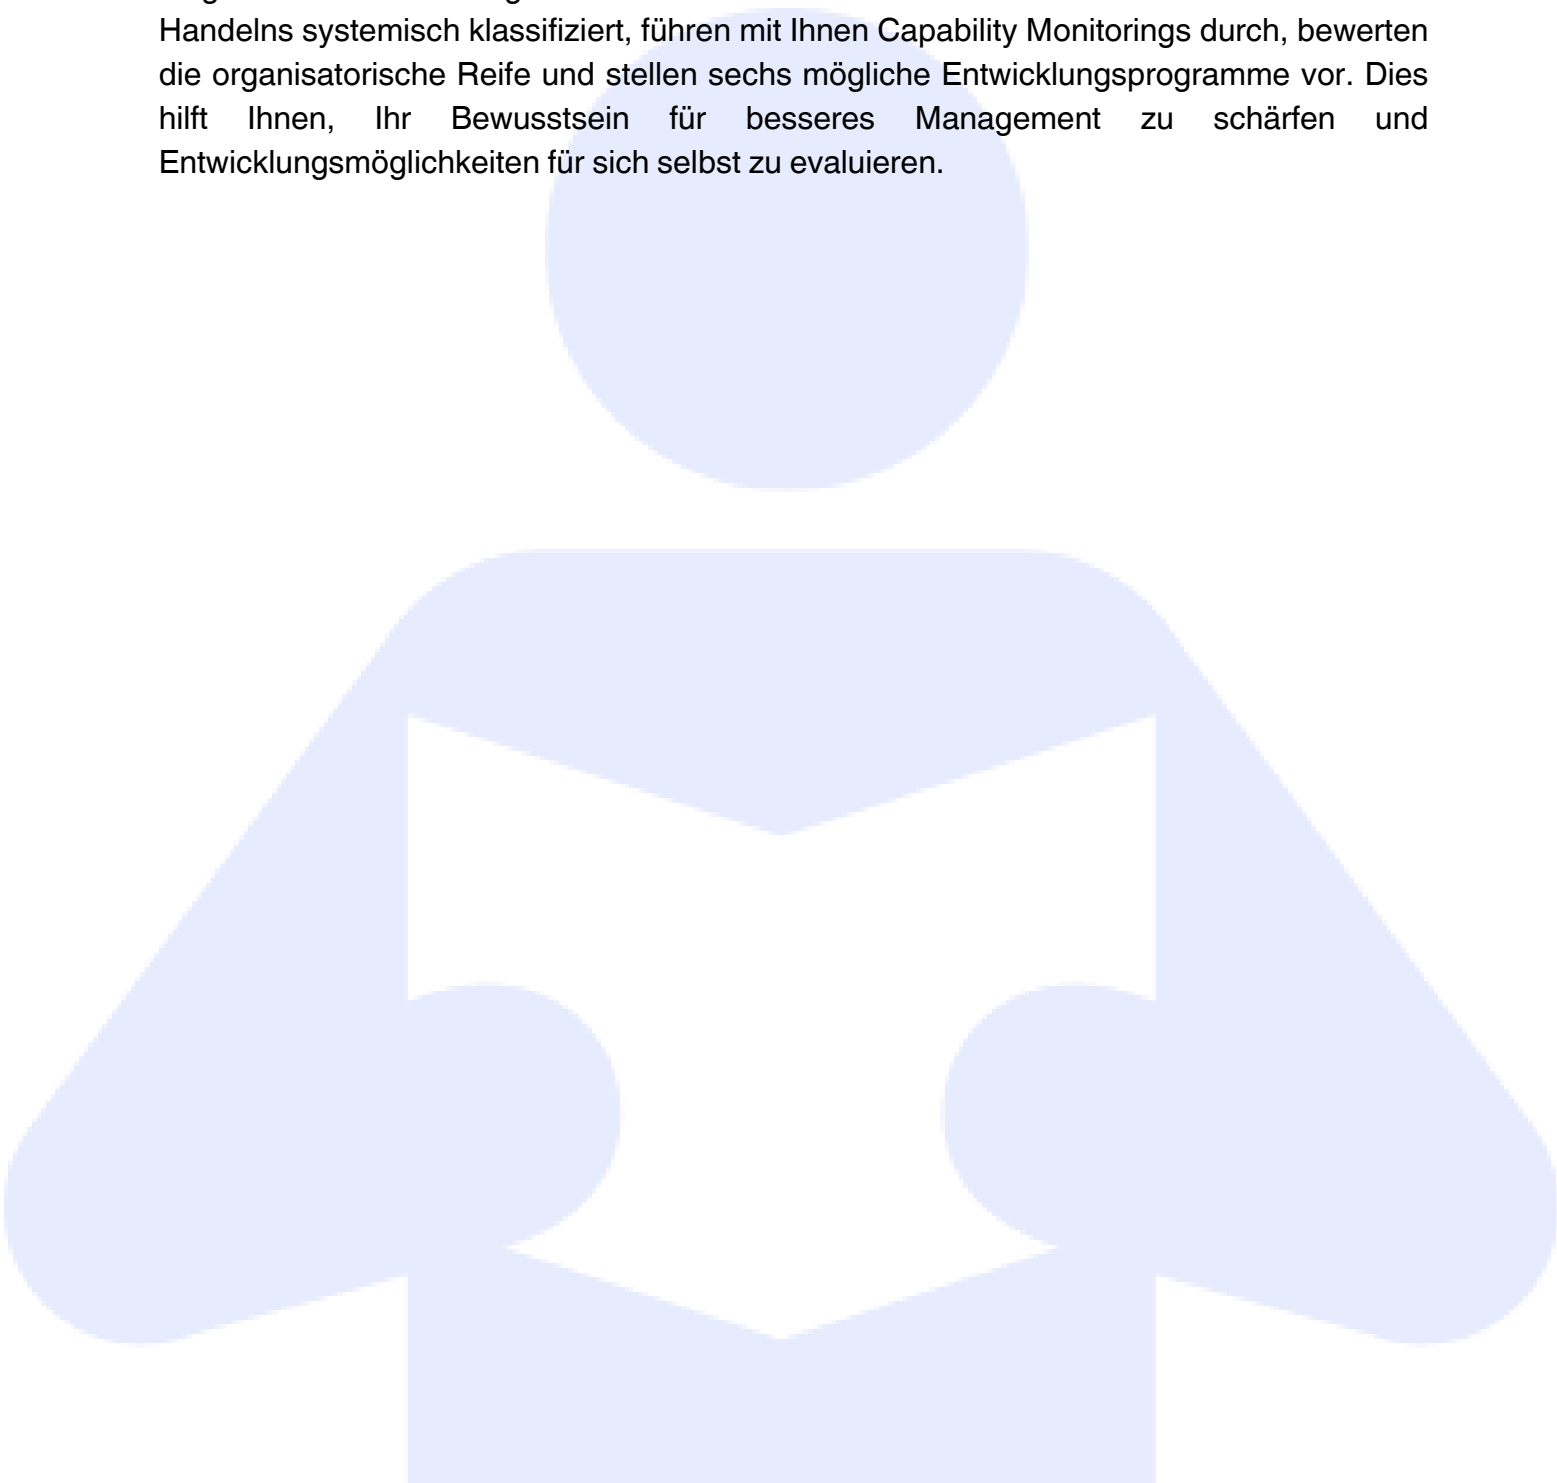 Handelns systemisch klassifiziert, führen mit Ihnen Capability Monitorings durch, bewerten
die organisatorische Reife und stellen sechs mögliche Entwicklungsprogramme vor. Dies
hilft Ihnen, Ihr Bewusstsein für besseres Management zu schärfen und
Entwicklungsmöglichkeiten für sich selbst zu evaluieren.